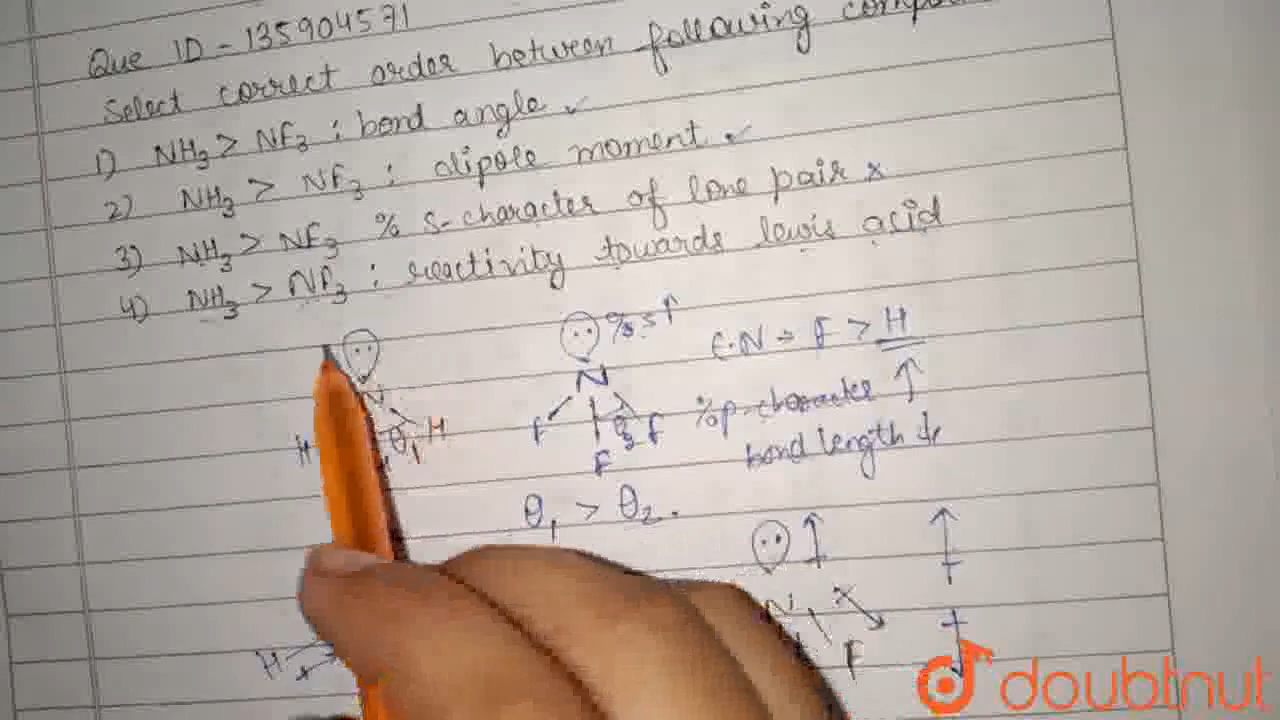 Que ID - 135904571
Select correct order between following
1) NH3 > NF3 : bond angle ✓
2) NH3 > NF3 : dipole moment ✓
3) NH3 > NF3 % s-character of lone pair ×
4) NH3 > NF3 : reactivity towards lewis acid
%s ↑
E.N → F > H
N
N
F F
F
θ3
H θ1 H
%p-character ↑
bond length ↓
θ1 > θ2.
H
F
doubtnut